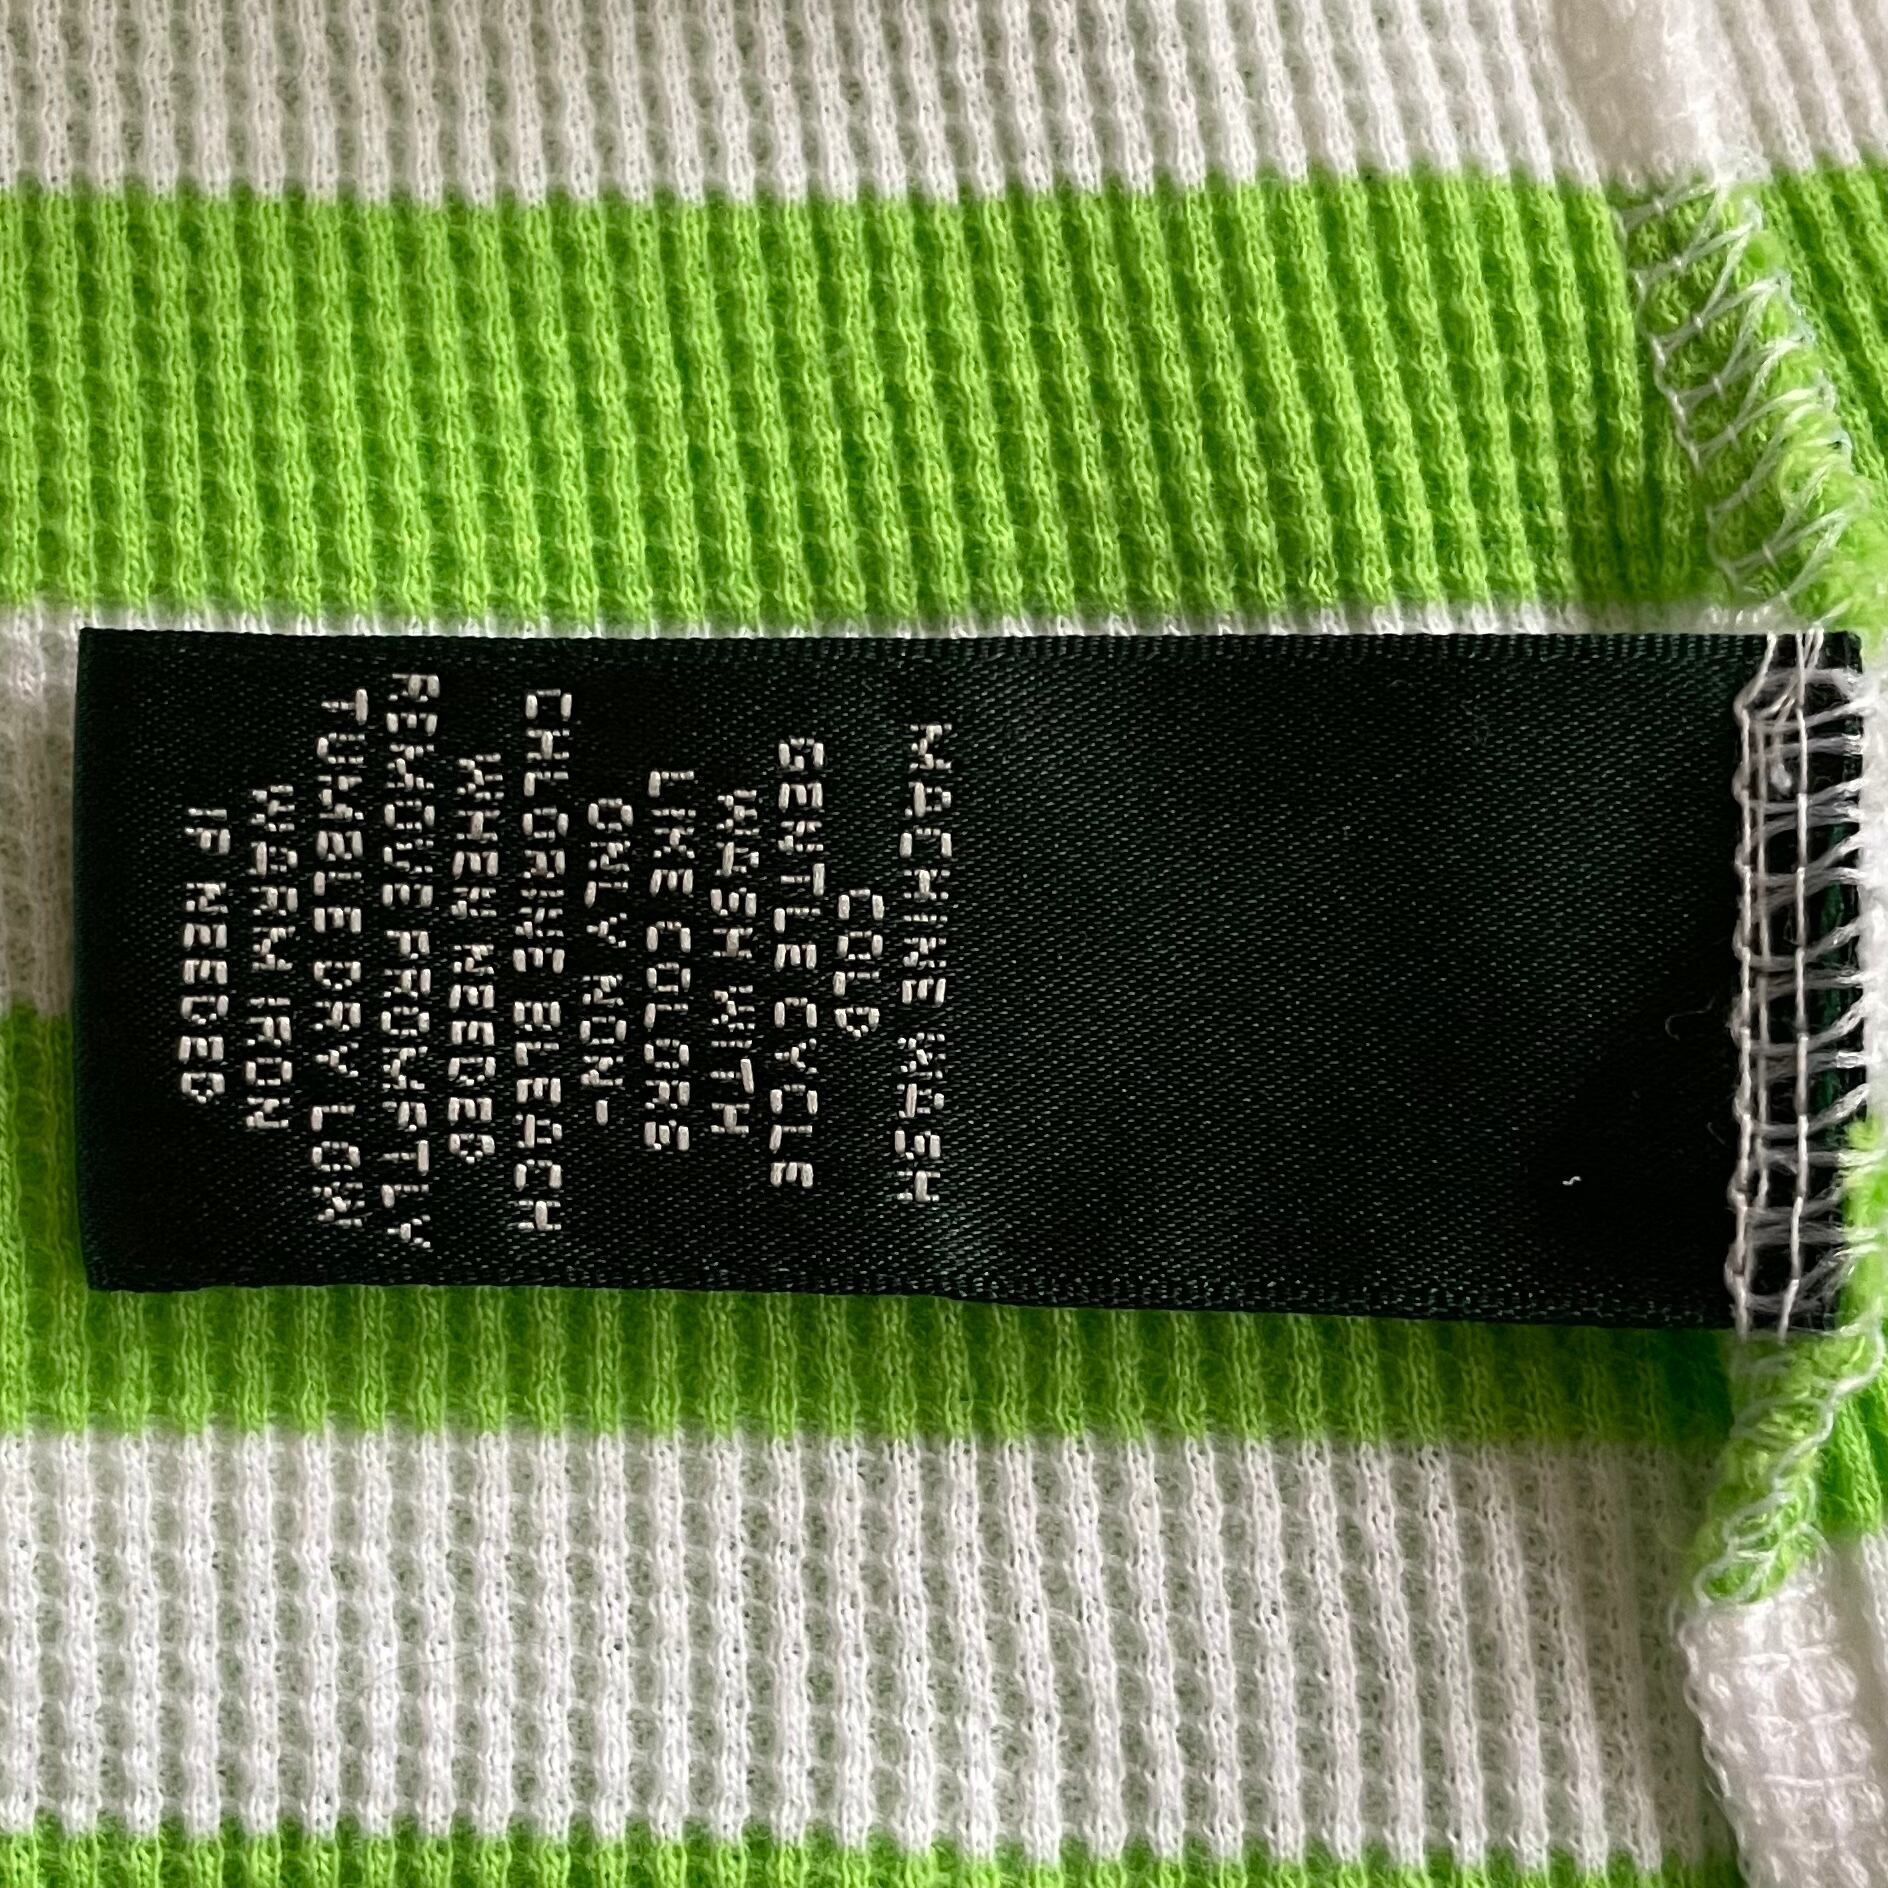 MACHINE WASH
COLD
GENTLE CYCLE
WASH WITH
LIKE COLORS
ONLY NON-
CHLORINE BLEACH
WHEN NEEDED
REMOVE PROMPTLY
TUMBLE DRY LOW
WARM IRON
IF NEEDED